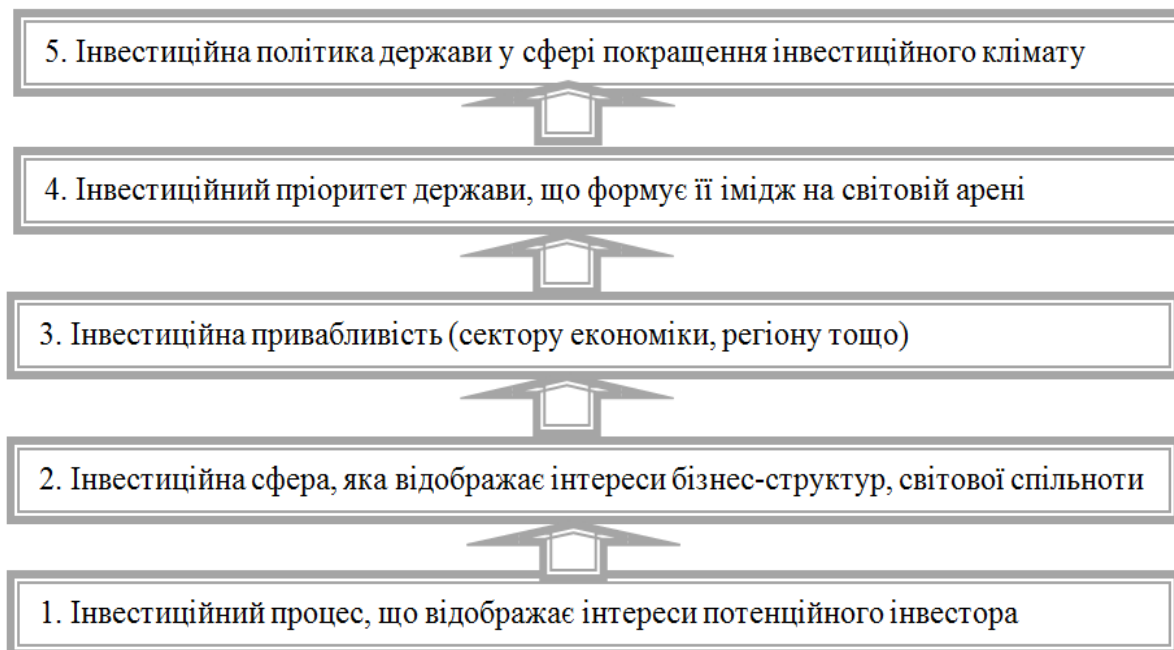 5. Інвестиційна політика держави у сфері покращення інвестиційного клімату
4. Інвестиційний пріоритет держави, що формує її імідж на світовій арені
3. Інвестиційна привабливість (сектору економіки, регіону тощо)
2. Інвестиційна сфера, яка відображає інтереси бізнес-структур, світової спільноти
1. Інвестиційний процес, що відображає інтереси потенційного інвестора